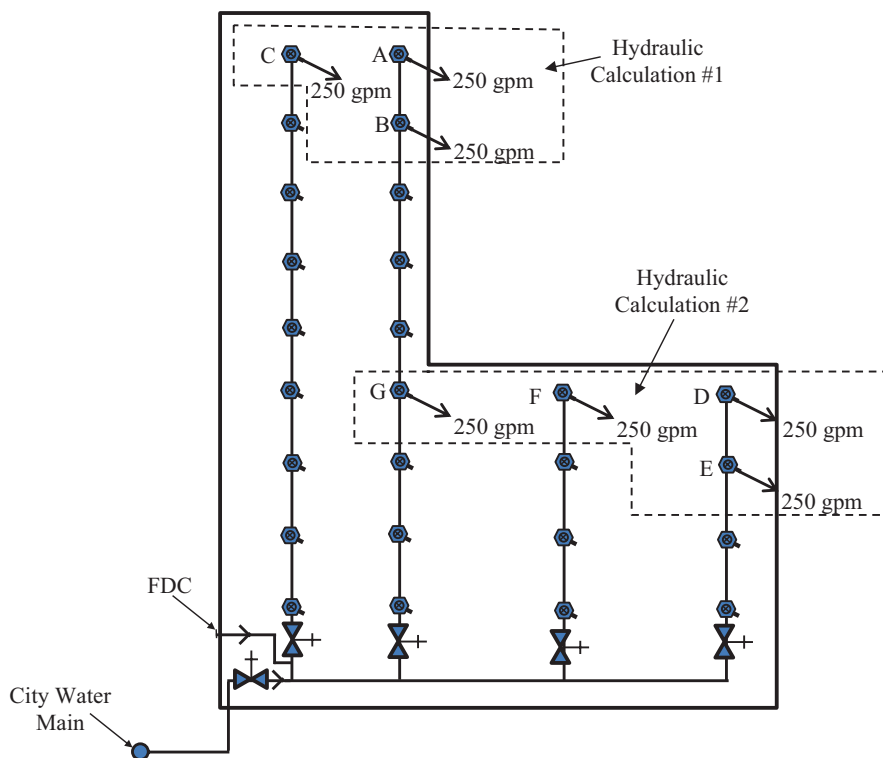 Hydraulic
Calculation #1
C
A
250 gpm
250 gpm
B
250 gpm
Hydraulic
Calculation #2
G
F
D
250 gpm
250 gpm
250 gpm
E
250 gpm
FDC
City Water
Main